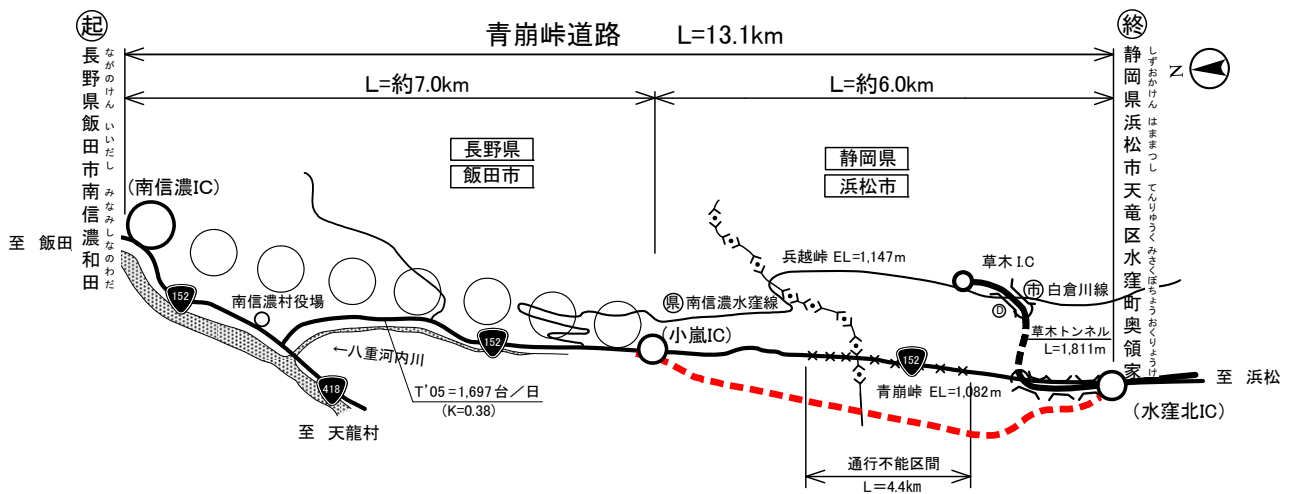 起
長野県飯田市南信濃和田
ながのけん いいだし みなみしなのわだ
青崩峠道路 L=13.1km
L=約7.0km
L=約6.0km
終
静岡県浜松市天竜区水窪町奥領家
しずおかけん はままつし てんりゅうく みさくぼちょう おくりょうけ
N
長野県
飯田市
静岡県
浜松市
(南信濃IC)
至 飯田
152
南信濃村役場
←八重河内川
418
至 天龍村
T'05=1,697台/日
(K=0.38)
152
県 南信濃水窪線
(小嵐IC)
兵越峠 EL=1,147m
草木 I.C
市 白倉川線
D
草木トンネル
L=1,811m
152
青崩峠 EL=1,082m
至 浜松
(水窪北IC)
通行不能区間
L=4.4km